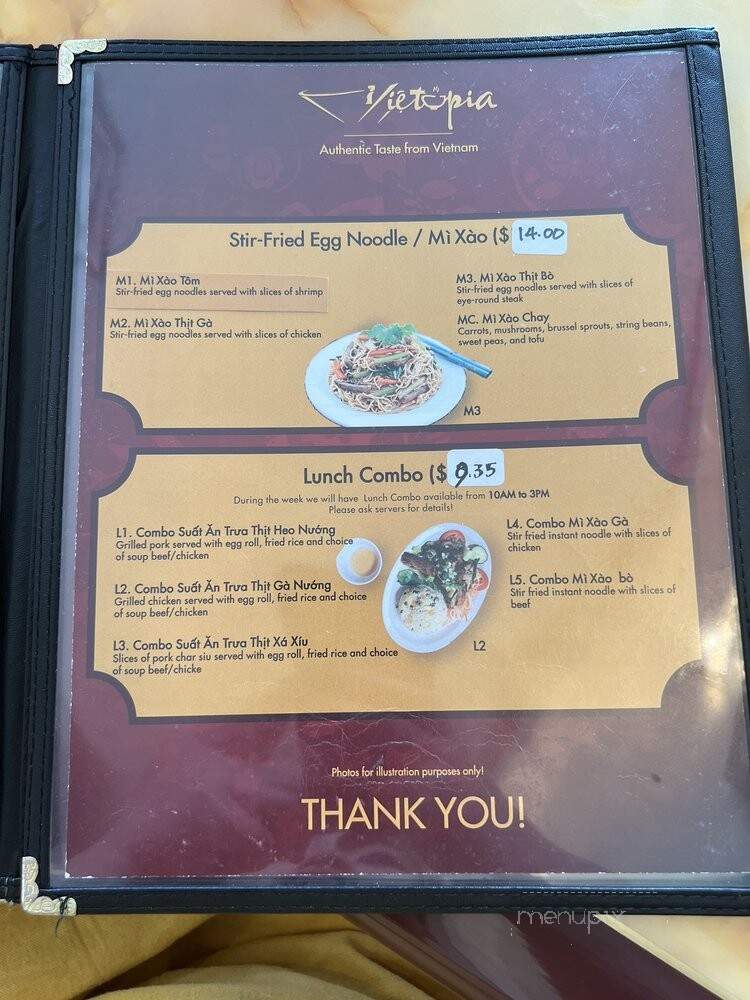 Vietopia
Authentic Taste from Vietnam
Stir-Fried Egg Noodle / Mì Xào ($ 14.00
M1. Mì Xào Tôm
Stir-fried egg noodles served with slices of shrimp
M2. Mì Xào Thịt Gà
Stir-fried egg noodles served with slices of chicken
M3. Mì Xào Thịt Bò
Stir-fried egg noodles served with slices of
eye-round steak
MC. Mì Xào Chay
Carrots, mushrooms, brussel sprouts, string beans,
sweet peas, and tofu
M3
Lunch Combo ($ 9.35
During the week we will have Lunch Combo available from 10AM to 3PM
Please ask servers for details!
L1. Combo Suất Ăn Trưa Thịt Heo Nướng
Grilled pork served with egg roll, fried rice and choice
of soup beef/chicken
L2. Combo Suất Ăn Trưa Thịt Gà Nướng
Grilled chicken served with egg roll, fried rice and choice
of soup beef/chicken
L3. Combo Suất Ăn Trưa Thịt Xá Xíu
Slices of pork char siu served with egg roll, fried rice and choice
of soup beef/chicke
L4. Combo Mì Xào Gà
Stir fried instant noodle with slices of
chicken
L5. Combo Mì Xào bò
Stir fried instant noodle with slices of
beef
L2
Photos for illustration purposes only!
THANK YOU!
menupix